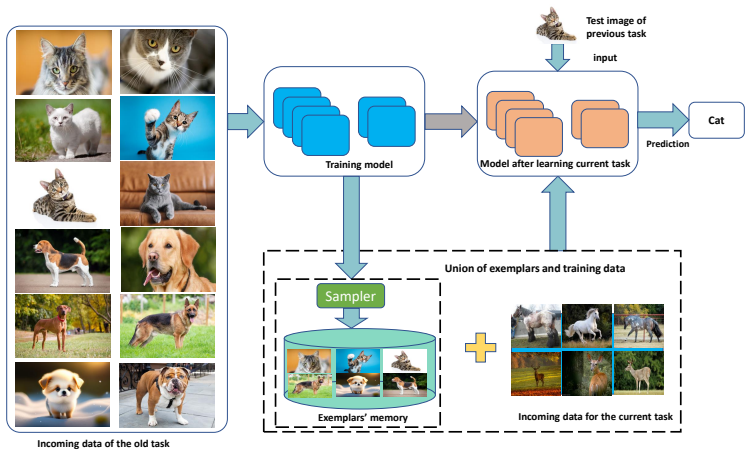 Test image of
previous task
input
Training model
Model after learning current task
Prediction
Cat
Union of exemplars and training data
Sampler
Exemplars' memory
Incoming data for the current task
Incoming data of the old task